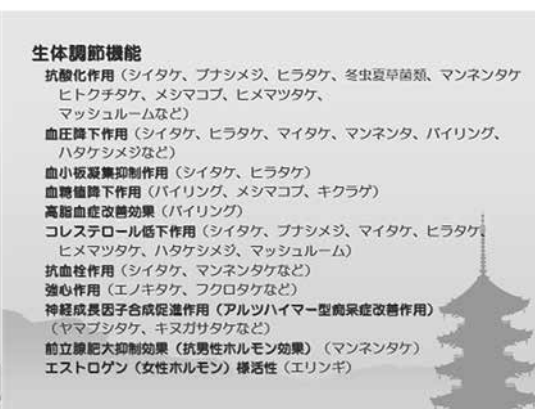 生体調節機能
抗酸化作用（シイタケ、ブナシメジ、ヒラタケ、冬虫夏草菌類、マンネンタケ
ヒトクチタケ、メシマコブ、ヒメマツタケ、
マッシュルームなど）
血圧降下作用（シイタケ、ヒラタケ、マイタケ、マンネンタ、バイリング、
ハタケシメジなど）
血小板凝集抑制作用（シイタケ、ヒラタケ）
血糖値降下作用（バイリング、メシマコブ、キクラゲ）
高脂血症改善効果（バイリング）
コレステロール低下作用（シイタケ、ブナシメジ、マイタケ、ヒラタケ、
ヒメマツタケ、ハタケシメジ、マッシュルーム）
抗血栓作用（シイタケ、マンネンタケなど）
強心作用（エノキタケ、フクロタケなど）
神経成長因子合成促進作用（アルツハイマー型痴呆症改善作用）
（ヤマブシタケ、キヌガサタケなど）
前立腺肥大抑制効果（抗男性ホルモン効果）（マンネンタケ）
エストロゲン（女性ホルモン）様活性（エリンギ）